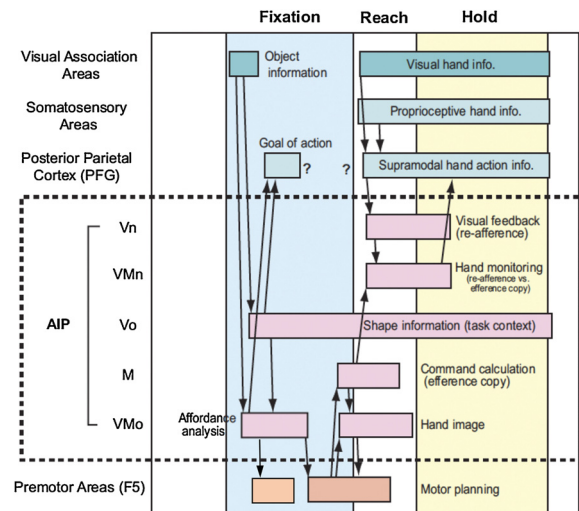 Fixation Reach Hold
Visual Association
Areas
Object
information
Visual hand info.
Somatosensory
Areas
Proprioceptive hand info.
Posterior Parietal
Cortex (PFG)
Goal of action
?
?
Supramodal hand action info.
AIP
Vn
Visual feedback
(re-afference)
VMn
Hand monitoring
(re-afference vs.
efference copy)
Vo
Shape information (task context)
M
Command calculation
(efference copy)
VMo
Affordance
analysis
Hand image
Premotor Areas (F5)
Motor planning